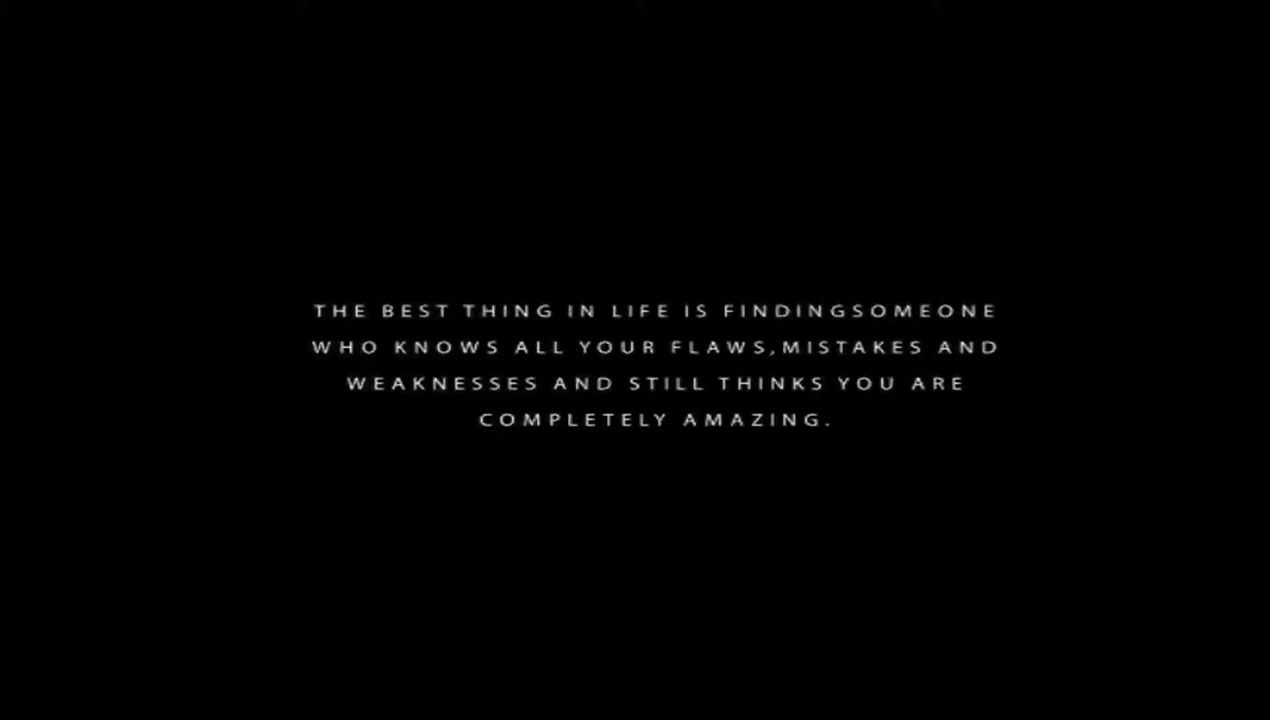 THE BEST THING IN LIFE IS FINDINGSOMEONE
WHO KNOWS ALL YOUR FLAWS,MISTAKES AND
WEAKNESSES AND STILL THINKS YOU ARE
COMPLETELY AMAZING.